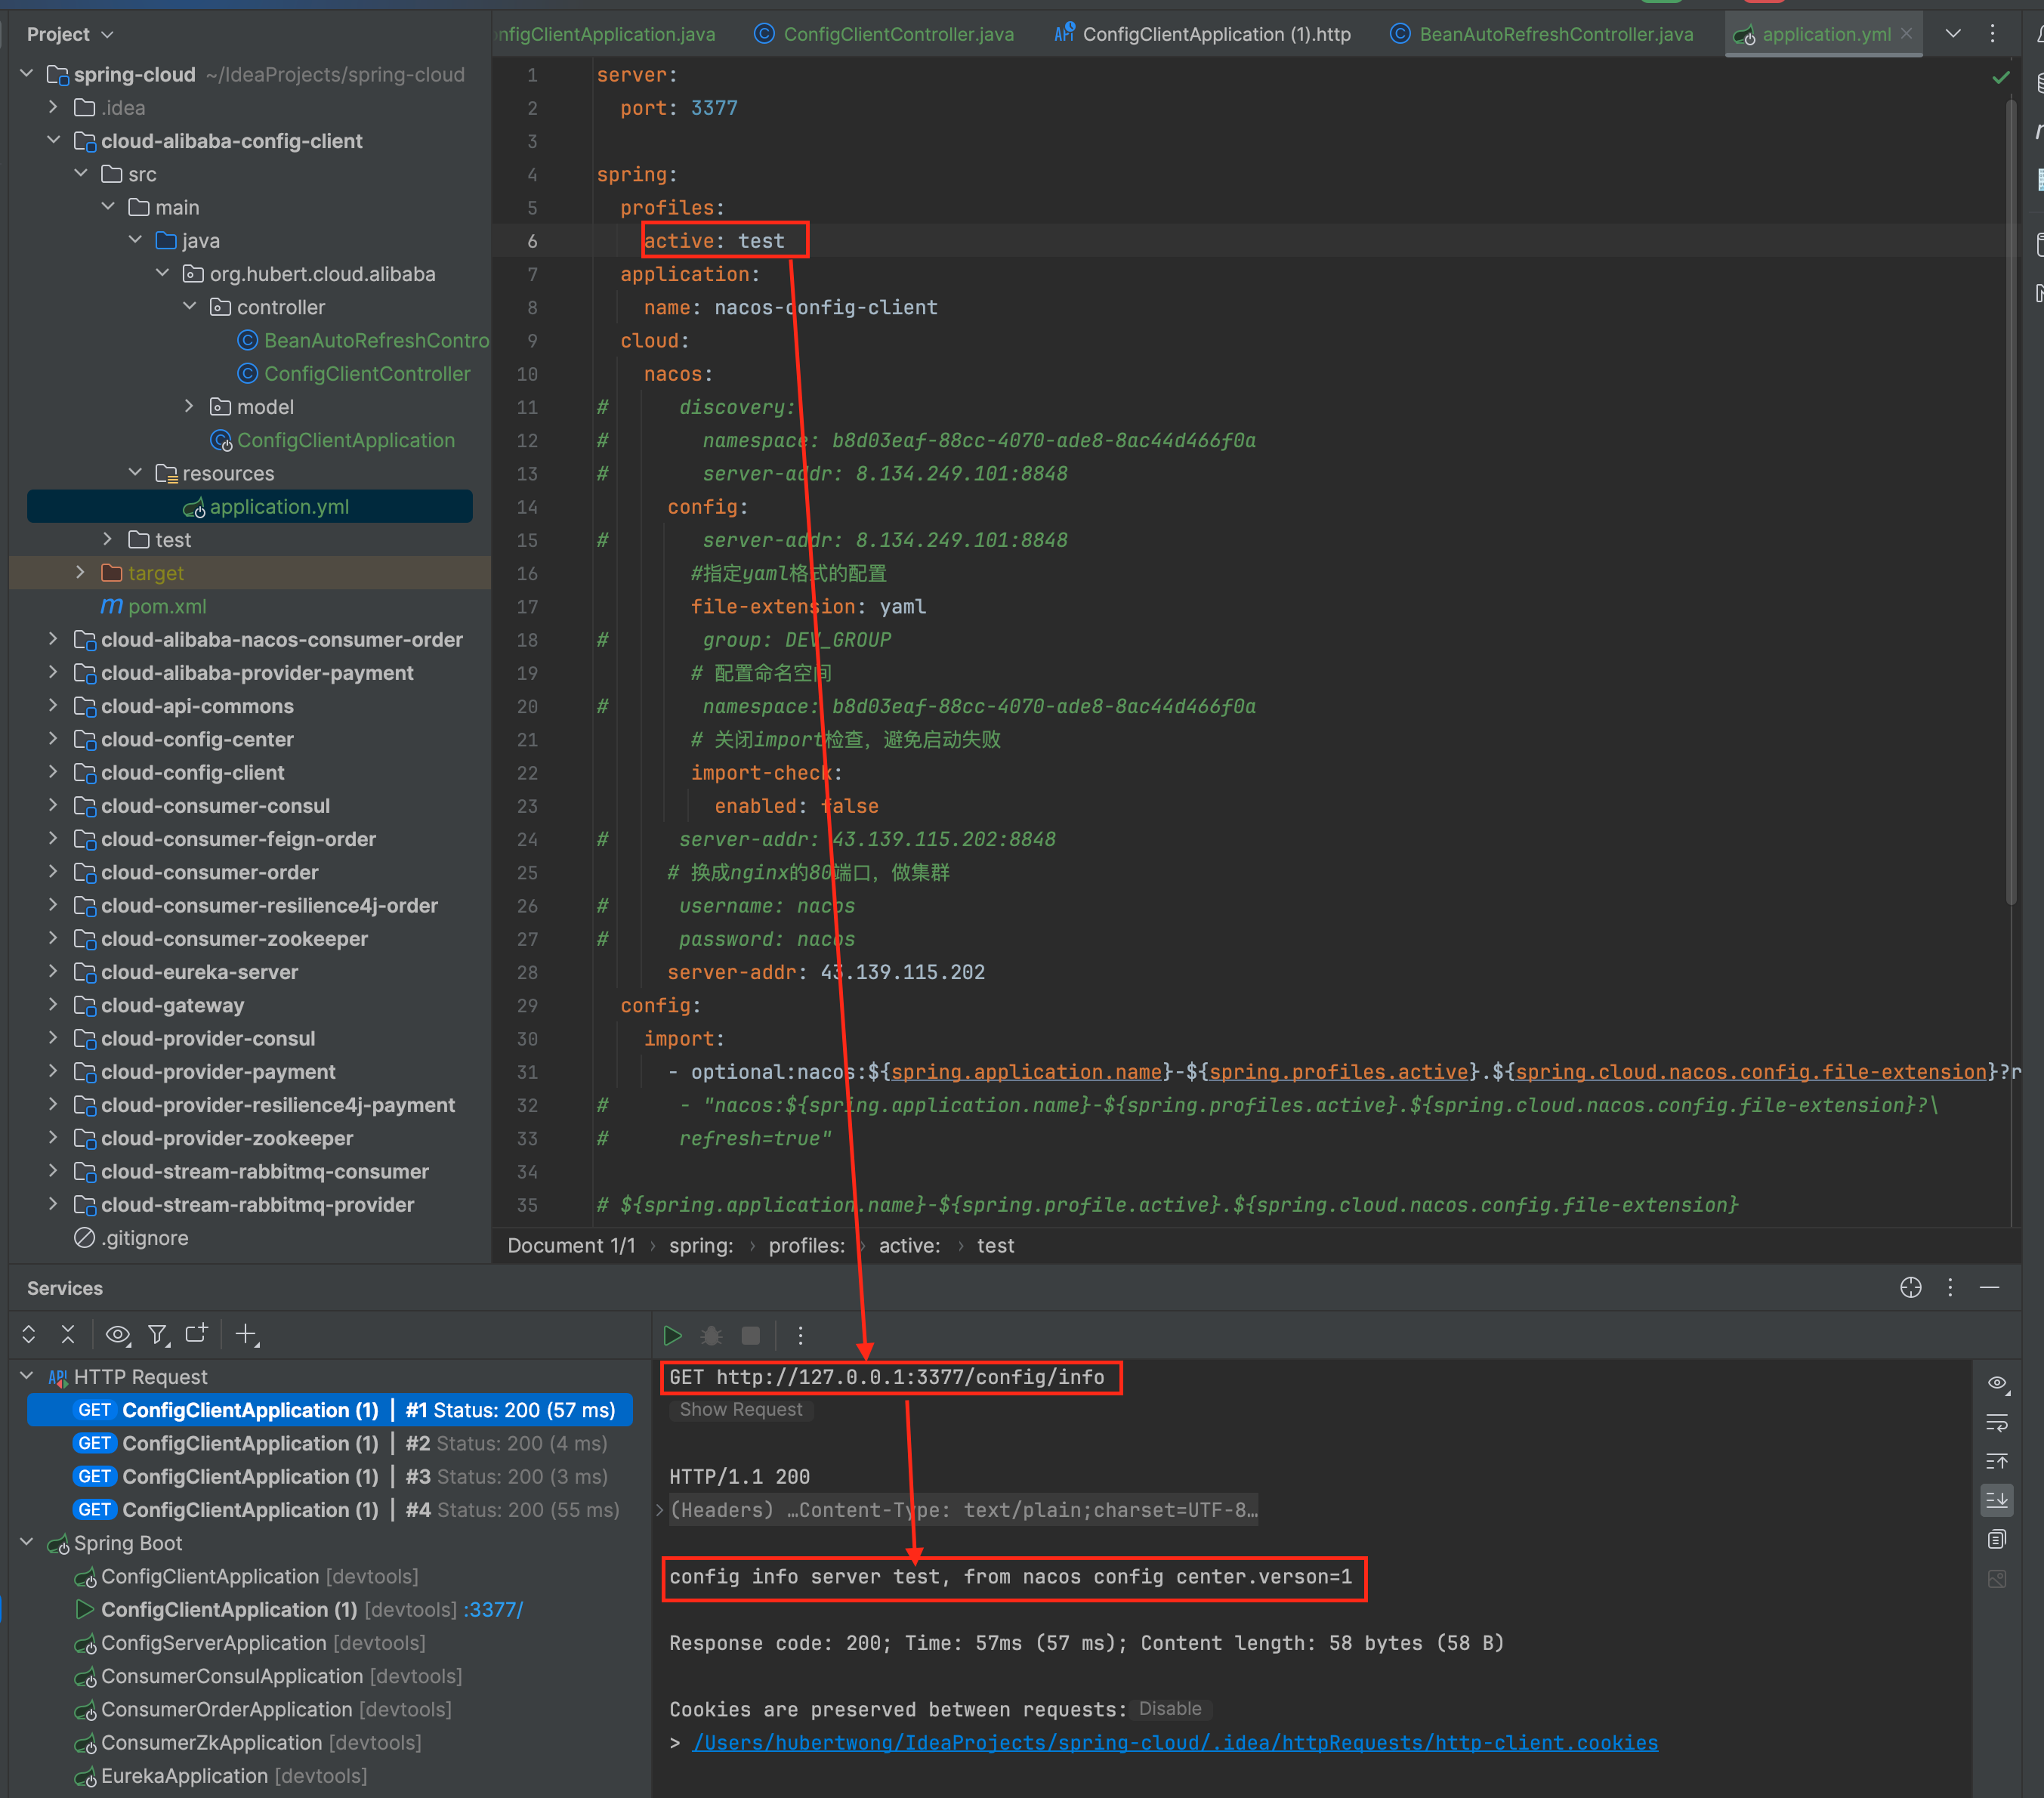 Project
nfigClientApplication.java
ConfigClientController.java
API ConfigClientApplication (1).http
BeanAutoRefreshController.java
application.yml
spring-cloud ~/IdeaProjects/spring-cloud
.idea
cloud-alibaba-config-client
src
main
java
org.hubert.cloud.alibaba
controller
BeanAutoRefreshContro
ConfigClientController
model
ConfigClientApplication
resources
application.yml
test
target
pom.xml
cloud-alibaba-nacos-consumer-order
cloud-alibaba-provider-payment
cloud-api-commons
cloud-config-center
cloud-config-client
cloud-consumer-consul
cloud-consumer-feign-order
cloud-consumer-order
cloud-consumer-resilience4j-order
cloud-consumer-zookeeper
cloud-eureka-server
cloud-gateway
cloud-provider-consul
cloud-provider-payment
cloud-provider-resilience4j-payment
cloud-provider-zookeeper
cloud-stream-rabbitmq-consumer
cloud-stream-rabbitmq-provider
.gitignore
1 server:
2 port: 3377
3
4 spring:
5 profiles:
6 active: test
7 application:
8 name: nacos-config-client
9 cloud:
10 nacos:
11 # discovery:
12 # namespace: b8d03eaf-88cc-4070-ade8-8ac44d466f0a
13 # server-addr: 8.134.249.101:8848
14 config:
15 # server-addr: 8.134.249.101:8848
16 #指定yaml格式的配置
17 file-extension: yaml
18 # group: DEV_GROUP
19 # 配置命名空间
20 # namespace: b8d03eaf-88cc-4070-ade8-8ac44d466f0a
21 # 关闭import检查，避免启动失败
22 import-check:
23 enabled: false
24 # server-addr: 43.139.115.202:8848
25 # 换成nginx的80端口，做集群
26 # username: nacos
27 # password: nacos
28 server-addr: 43.139.115.202
29 config:
30 import:
31 - optional:nacos:${spring.application.name}-${spring.profiles.active}.${spring.cloud.nacos.config.file-extension}?r
32 # - "nacos:${spring.application.name}-${spring.profiles.active}.${spring.cloud.nacos.config.file-extension}?\
33 # refresh=true"
34
35 # ${spring.application.name}-${spring.profile.active}.${spring.cloud.nacos.config.file-extension}
Document 1/1 › spring: › profiles: › active: › test
Services
API HTTP Request
GET ConfigClientApplication (1) | #1 Status: 200 (57 ms)
GET ConfigClientApplication (1) | #2 Status: 200 (4 ms)
GET ConfigClientApplication (1) | #3 Status: 200 (3 ms)
GET ConfigClientApplication (1) | #4 Status: 200 (55 ms)
Spring Boot
ConfigClientApplication [devtools]
ConfigClientApplication (1) [devtools] :3377/
ConfigServerApplication [devtools]
ConsumerConsulApplication [devtools]
ConsumerOrderApplication [devtools]
ConsumerZkApplication [devtools]
EurekaApplication [devtools]
GET http://127.0.0.1:3377/config/info
Show Request
HTTP/1.1 200
(Headers) …Content-Type: text/plain;charset=UTF-8…
config info server test, from nacos config center.verson=1
Response code: 200; Time: 57ms (57 ms); Content length: 58 bytes (58 B)
Cookies are preserved between requests: Disable
> /Users/hubertwong/IdeaProjects/spring-cloud/.idea/httpRequests/http-client.cookies